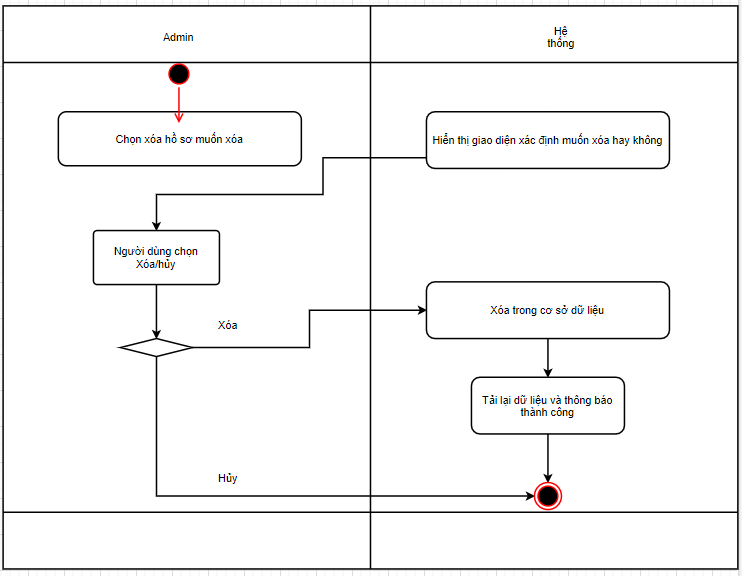 Admin
Hệ
thống
Chọn xóa hồ sơ muốn xóa
Hiển thị giao diện xác định muốn xóa hay không
Người dùng chọn
Xóa/hủy
Xóa
Xóa trong cơ sở dữ liệu
Tải lại dữ liệu và thông báo
thành công
Hủy